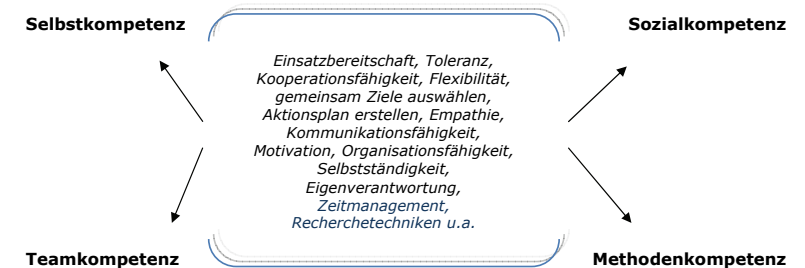 Selbstkompetenz
Sozialkompetenz
Einsatzbereitschaft, Toleranz,
Kooperationsfähigkeit, Flexibilität,
gemeinsam Ziele auswählen,
Aktionsplan erstellen, Empathie,
Kommunikationsfähigkeit,
Motivation, Organisationsfähigkeit,
Selbstständigkeit,
Eigenverantwortung,
Zeitmanagement,
Recherchetechniken u.a.
Teamkompetenz
Methodenkompetenz